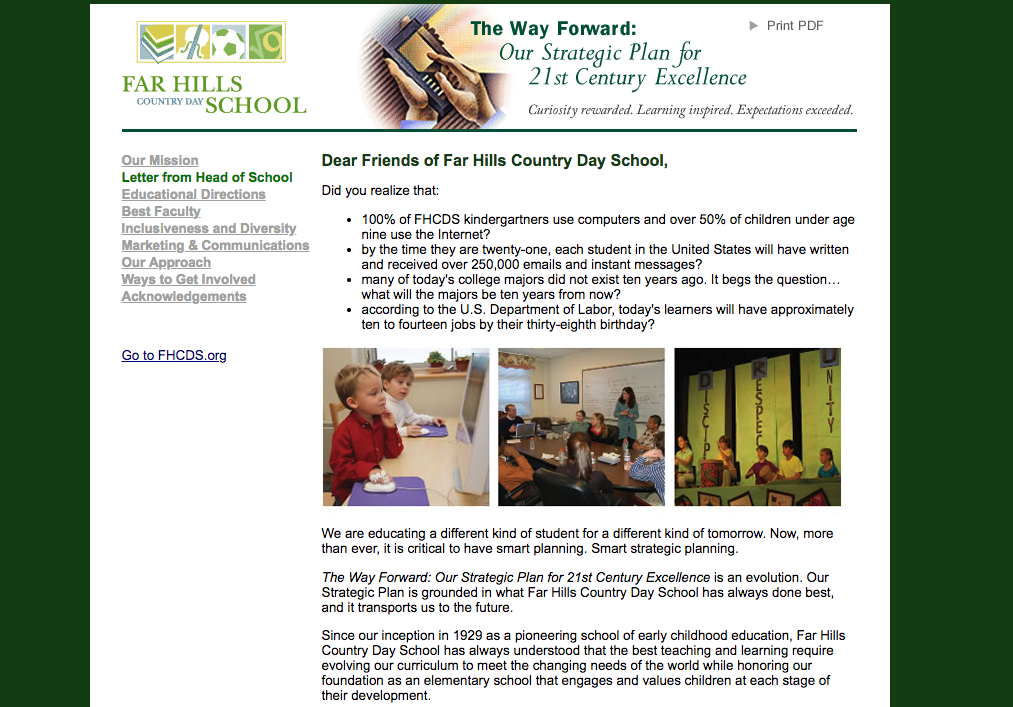 FAR HILLS
COUNTRY DAY SCHOOL
The Way Forward:
Our Strategic Plan for
21st Century Excellence
Curiosity rewarded. Learning inspired. Expectations exceeded.
Print PDF
Our Mission
Letter from Head of School
Educational Directions
Best Faculty
Inclusiveness and Diversity
Marketing & Communications
Our Approach
Ways to Get Involved
Acknowledgements
Go to FHCDS.org
Dear Friends of Far Hills Country Day School,
Did you realize that:
• 100% of FHCDS kindergartners use computers and over 50% of children under age
nine use the Internet?
• by the time they are twenty-one, each student in the United States will have written
and received over 250,000 emails and instant messages?
• many of today's college majors did not exist ten years ago. It begs the question…
what will the majors be ten years from now?
• according to the U.S. Department of Labor, today's learners will have approximately
ten to fourteen jobs by their thirty-eighth birthday?
DISCIP
RESPEC
UNITY
We are educating a different kind of student for a different kind of tomorrow. Now, more
than ever, it is critical to have smart planning. Smart strategic planning.
The Way Forward: Our Strategic Plan for 21st Century Excellence is an evolution. Our
Strategic Plan is grounded in what Far Hills Country Day School has always done best,
and it transports us to the future.
Since our inception in 1929 as a pioneering school of early childhood education, Far Hills
Country Day School has always understood that the best teaching and learning require
evolving our curriculum to meet the changing needs of the world while honoring our
foundation as an elementary school that engages and values children at each stage of
their development.